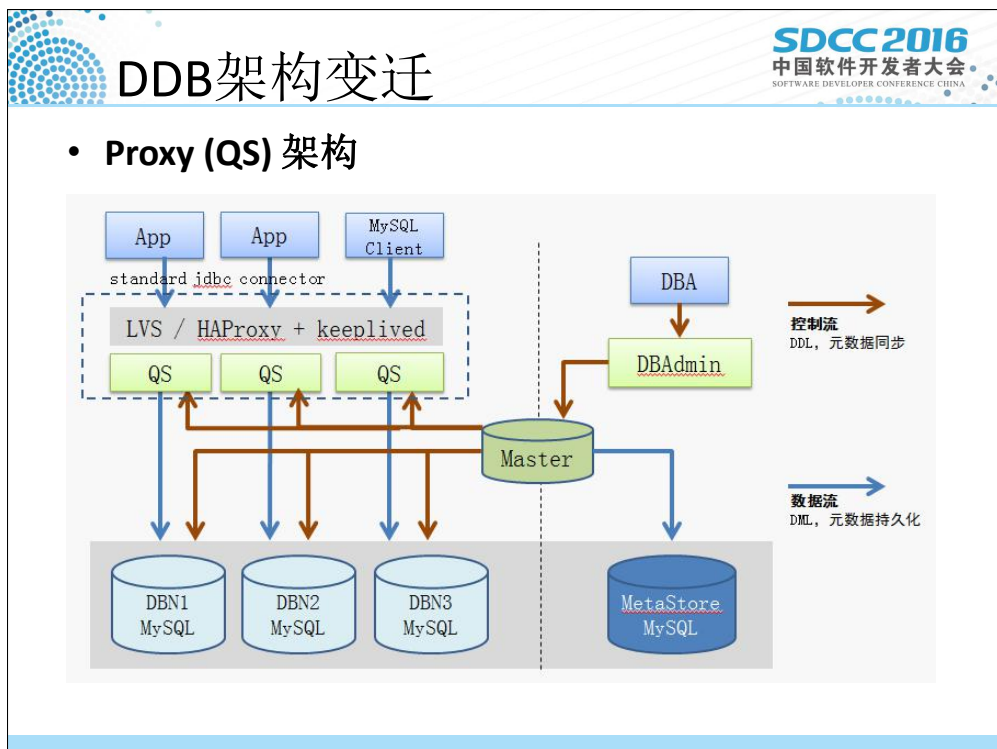 DDB架构变迁
SDCC 2016
中国软件开发者大会
SOFTWARE DEVELOPER CONFERENCE CHINA
• Proxy (QS) 架构
App
App
MySQL
Client
standard jdbc connector
LVS / HAProxy + keeplived
QS
QS
QS
DBA
DBAdmin
控制流
DDL, 元数据同步
Master
数据流
DML, 元数据持久化
DBN1
MySQL
DBN2
MySQL
DBN3
MySQL
MetaStore
MySQL